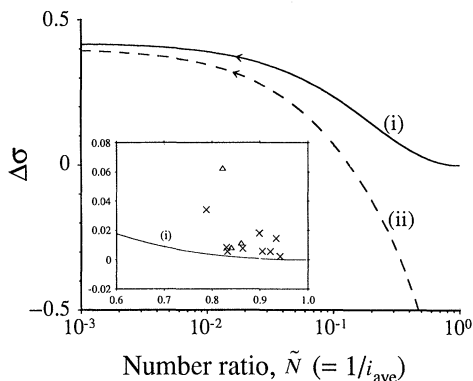 0.5
(i)
Δσ
0
(ii)
0.08
0.06
0.04
(i)
0.02
0
-0.02
0.6 0.7 0.8 0.9 1.0
−0.5
10⁻³ 10⁻² 10⁻¹ 10⁰
Number ratio, Ñ (= 1/i_ave)